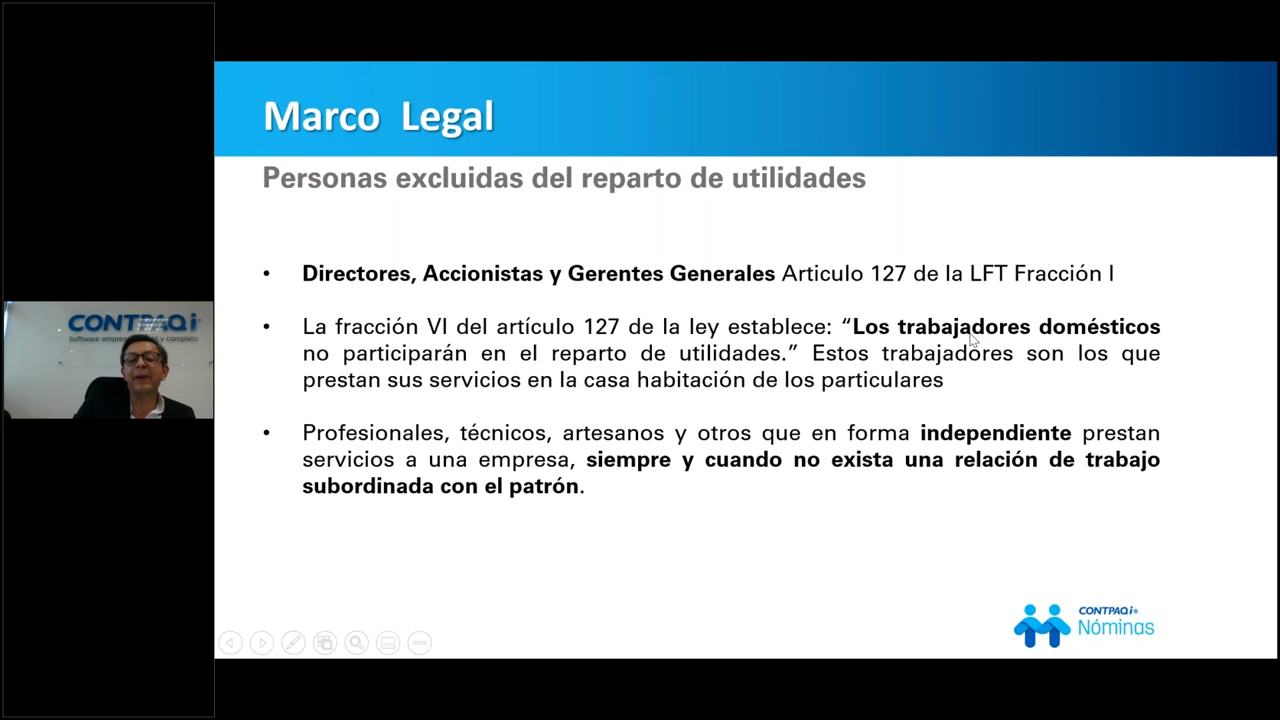 Marco Legal
Personas excluidas del reparto de utilidades
• Directores, Accionistas y Gerentes Generales Articulo 127 de la LFT Fracción I
• La fracción VI del artículo 127 de la ley establece: “Los trabajadores domésticos
no participarán en el reparto de utilidades.” Estos trabajadores son los que
prestan sus servicios en la casa habitación de los particulares
• Profesionales, técnicos, artesanos y otros que en forma independiente prestan
servicios a una empresa, siempre y cuando no exista una relación de trabajo
subordinada con el patrón.
CONTPAQi
Software empres
y completo
CONTPAQi®
Nóminas